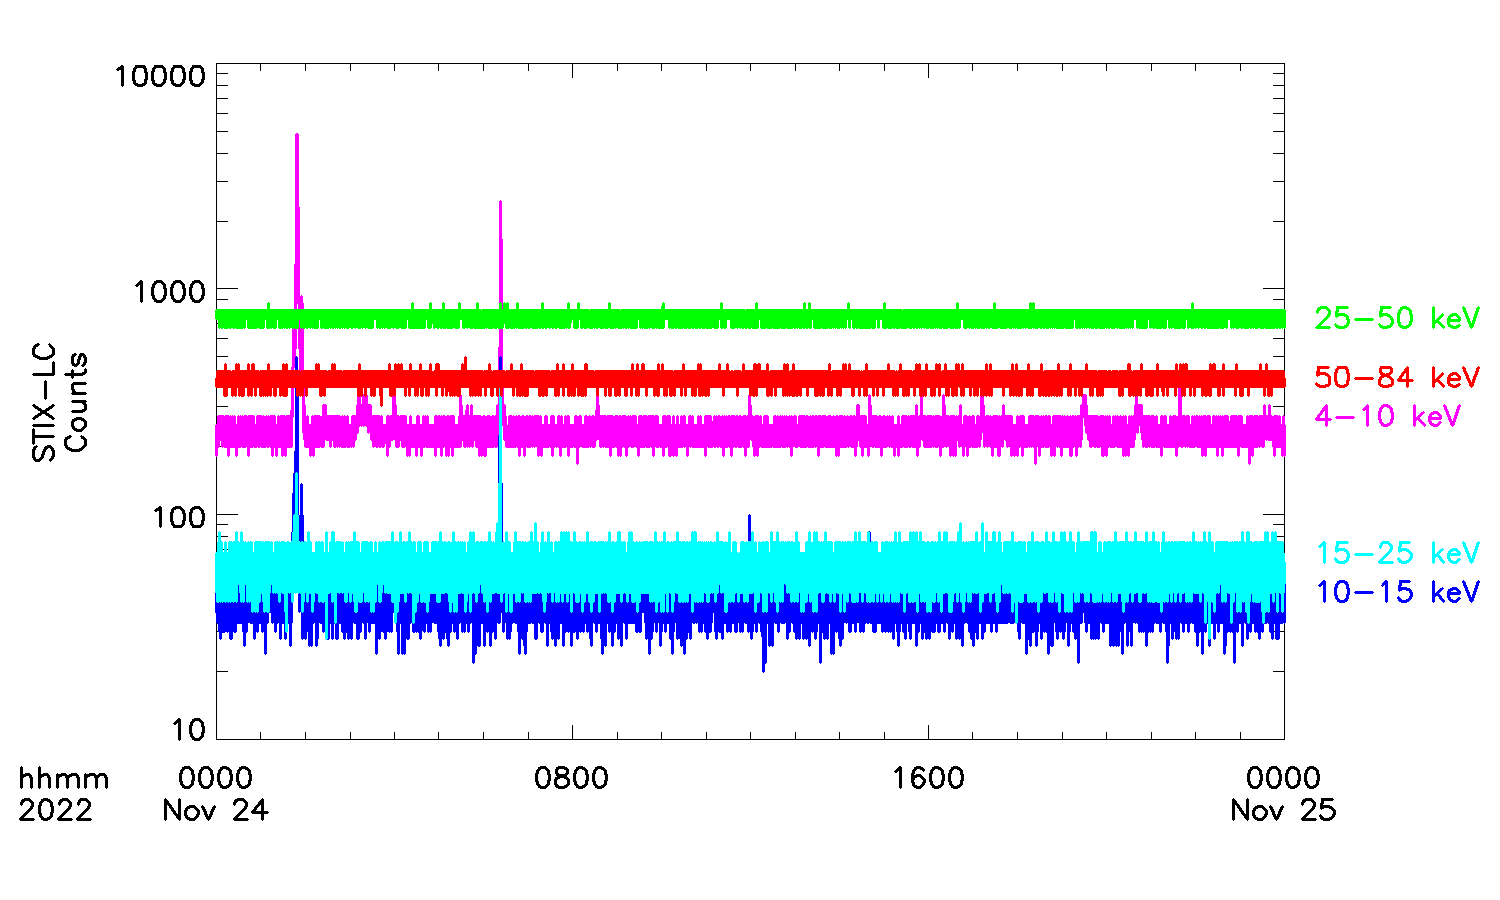 10000
1000
100
10
STIX-LC
Counts
25-50 keV
50-84 keV
4-10 keV
15-25 keV
10-15 keV
hhmm 0000 0800 1600 0000
2022 Nov 24 Nov 25